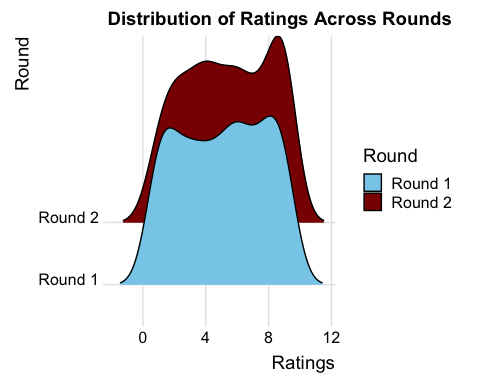 Distribution of Ratings Across Rounds
Round
Round 2
Round 1
0 4 8 12
Ratings
Round
Round 1
Round 2